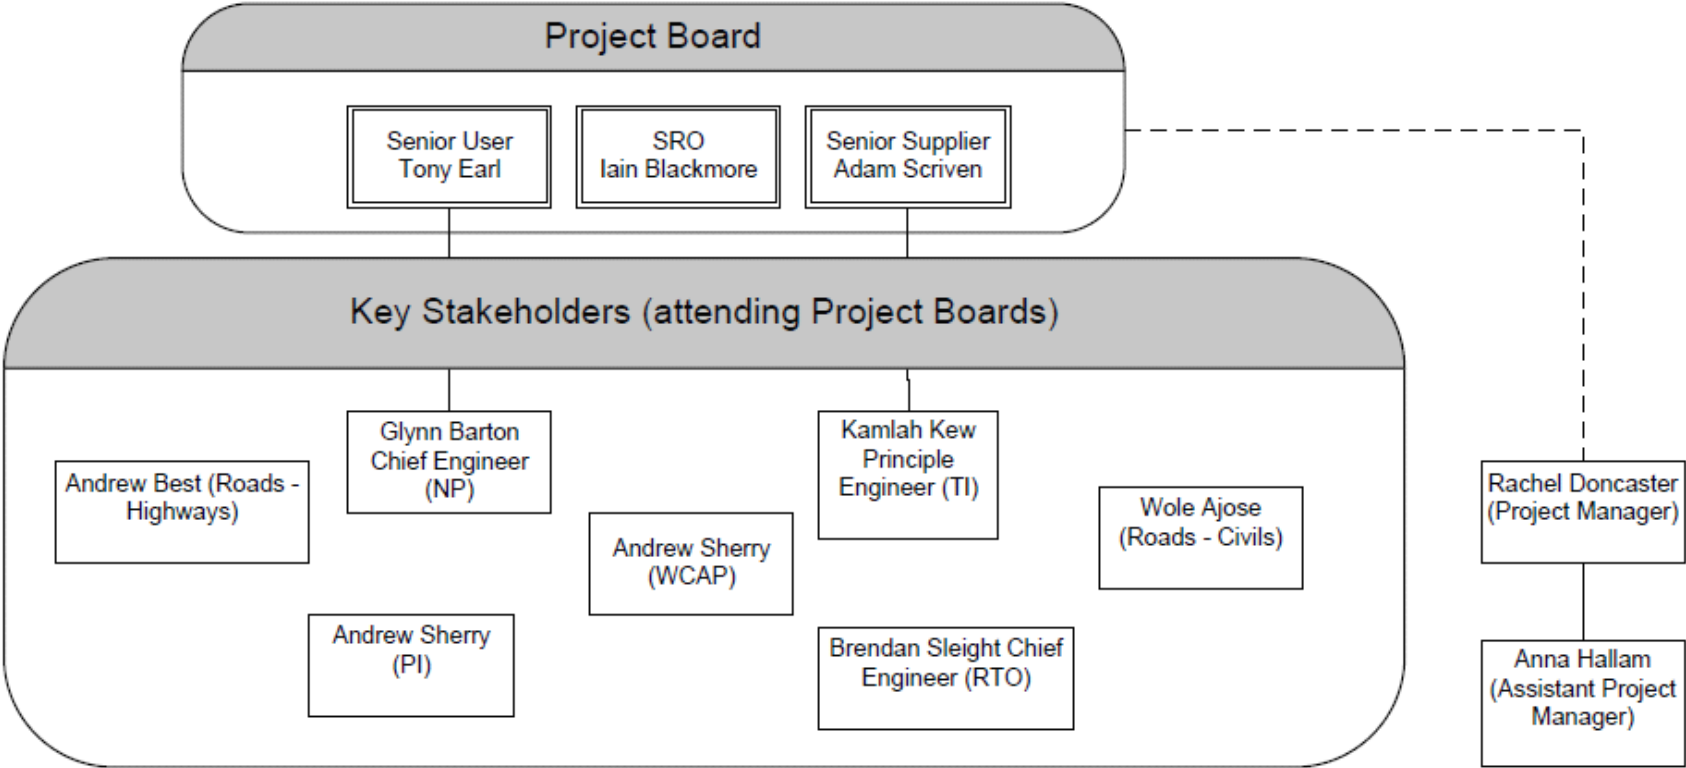 Project Board
Senior User
Tony Earl
SRO
Iain Blackmore
Senior Supplier
Adam Scriven
Key Stakeholders (attending Project Boards)
Andrew Best (Roads -
Highways)
Glynn Barton
Chief Engineer
(NP)
Andrew Sherry
(WCAP)
Kamlah Kew
Principle
Engineer (TI)
Wole Ajose
(Roads - Civils)
Andrew Sherry
(PI)
Brendan Sleight Chief
Engineer (RTO)
Rachel Doncaster
(Project Manager)
Anna Hallam
(Assistant Project
Manager)